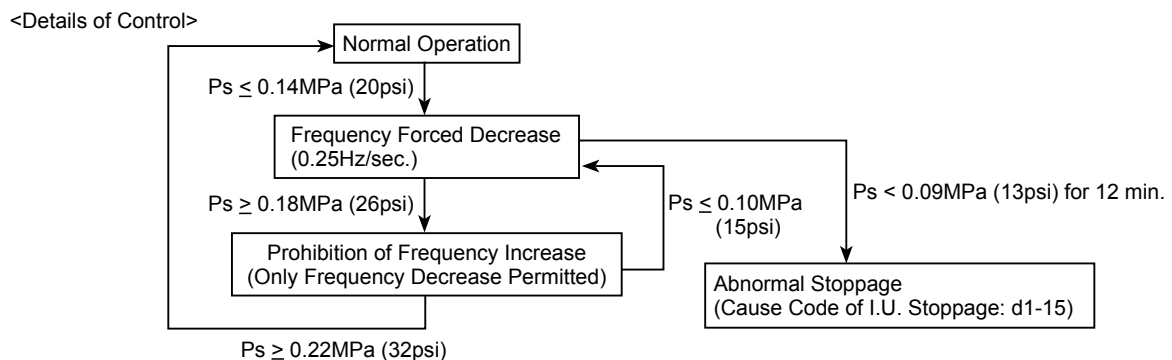 <Details of Control>
Normal Operation
Ps ≤ 0.14MPa (20psi)
Frequency Forced Decrease
(0.25Hz/sec.)
Ps ≥ 0.18MPa (26psi)
Ps ≤ 0.10MPa
(15psi)
Ps < 0.09MPa (13psi) for 12 min.
Prohibition of Frequency Increase
(Only Frequency Decrease Permitted)
Abnormal Stoppage
(Cause Code of I.U. Stoppage: d1-15)
Ps ≥ 0.22MPa (32psi)